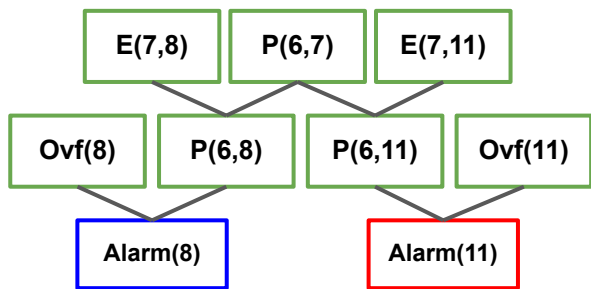 E(7,8) P(6,7) E(7,11)
Ovf(8) P(6,8) P(6,11) Ovf(11)
Alarm(8) Alarm(11)